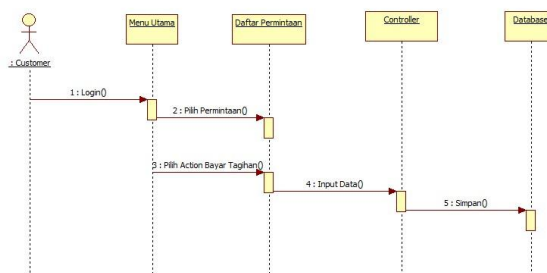 Menu Utama
Daftar Permintaan
Controller
Database
: Customer
1 : Login()
2 : Pilih Permintaan()
3 : Pilih Action Bayar Tagihan()
4 : Input Data()
5 : Simpan()